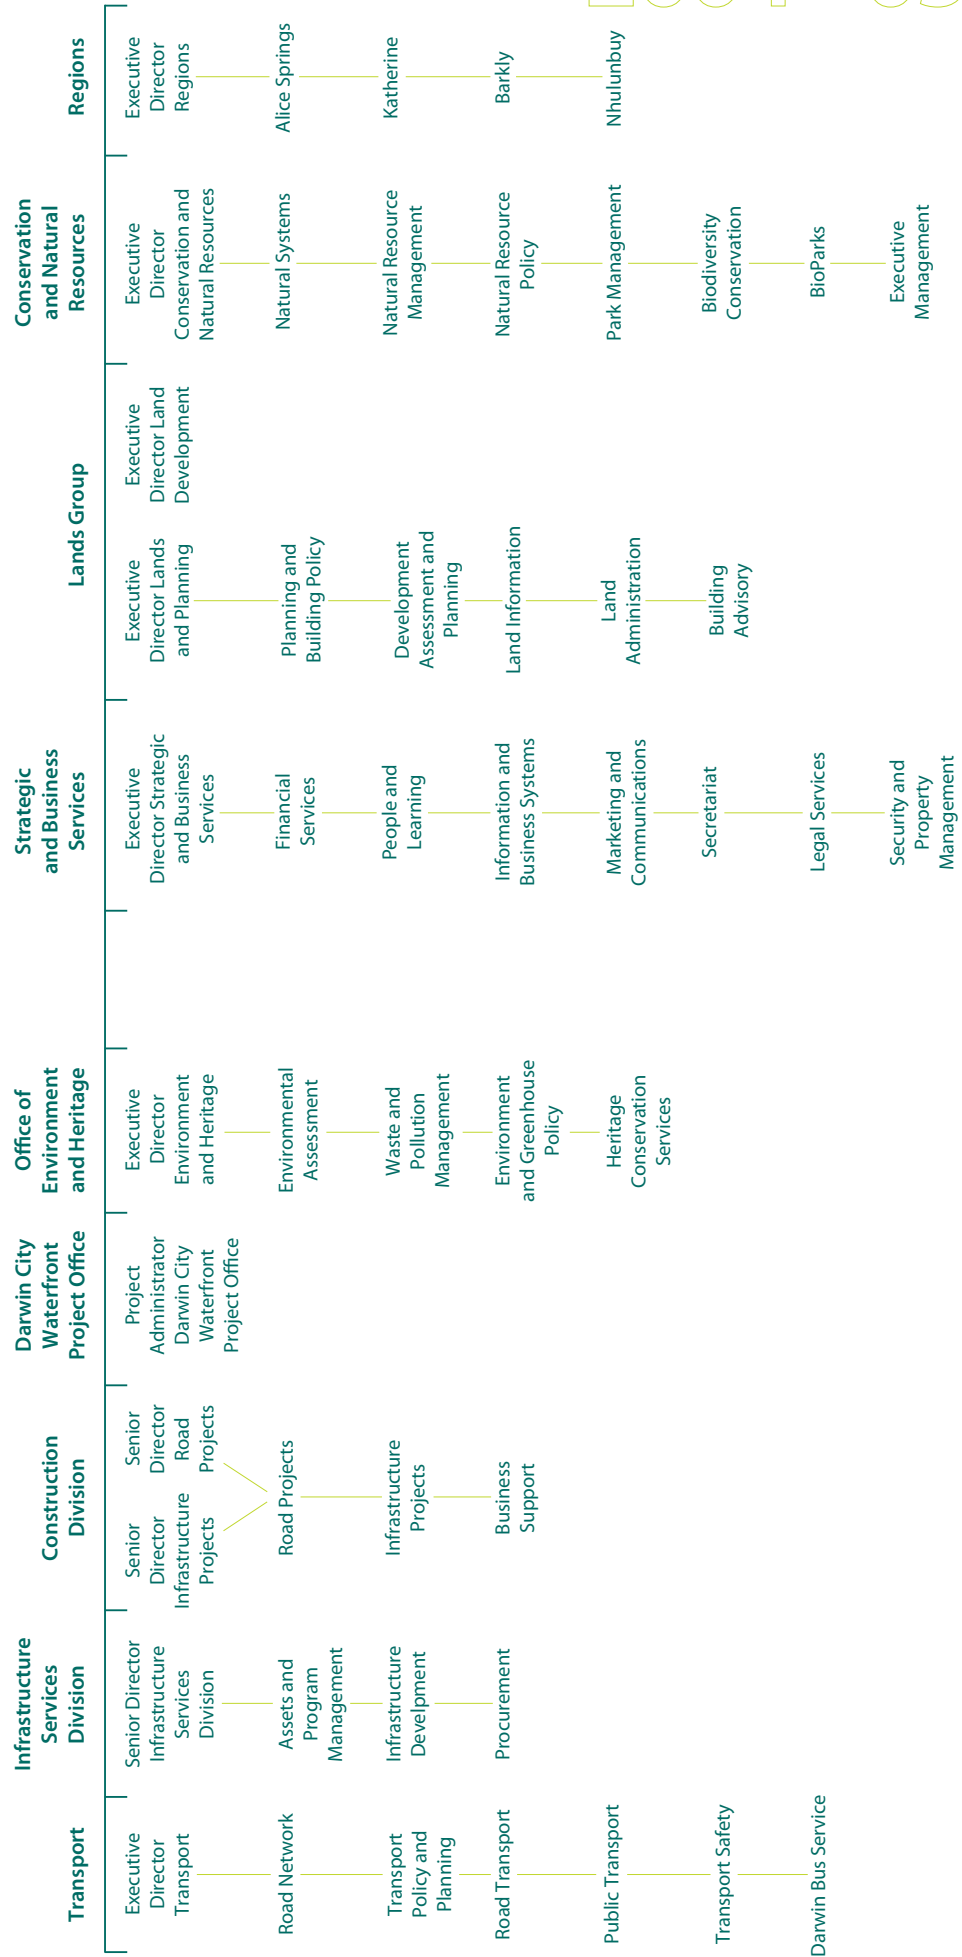 Transport
Executive
Director
Transport
Road Network
Transport
Policy and
Planning
Road Transport
Public Transport
Transport Safety
Darwin Bus Service
Infrastructure
Services
Division
Senior Director
Infrastructure
Services
Division
Assets and
Program
Management
Infrastructure
Develpment
Procurement
Construction
Division
Senior
Director
Infrastructure
Projects
Senior
Director
Road
Projects
Road Projects
Infrastructure
Projects
Business
Support
Darwin City
Waterfront
Project Office
Project
Administrator
Darwin City
Waterfront
Project Office
Office of
Environment
and Heritage
Executive
Director
Environment
and Heritage
Environmental
Assessment
Waste and
Pollution
Management
Environment
and Greenhouse
Policy
Heritage
Conservation
Services
Strategic
and Business
Services
Executive
Director Strategic
and Business
Services
Financial
Services
People and
Learning
Information and
Business Systems
Marketing and
Communications
Secretariat
Legal Services
Security and
Property
Management
Lands Group
Executive
Director Lands
and Planning
Planning and
Building Policy
Development
Assessment and
Planning
Land Information
Land
Administration
Building
Advisory
Executive
Director Land
Development
Conservation
and Natural
Resources
Executive
Director
Conservation and
Natural Resources
Natural Systems
Natural Resource
Management
Natural Resource
Policy
Park Management
Biodiversity
Conservation
BioParks
Executive
Management
Regions
Executive
Director
Regions
Alice Springs
Katherine
Barkly
Nhulunbuy